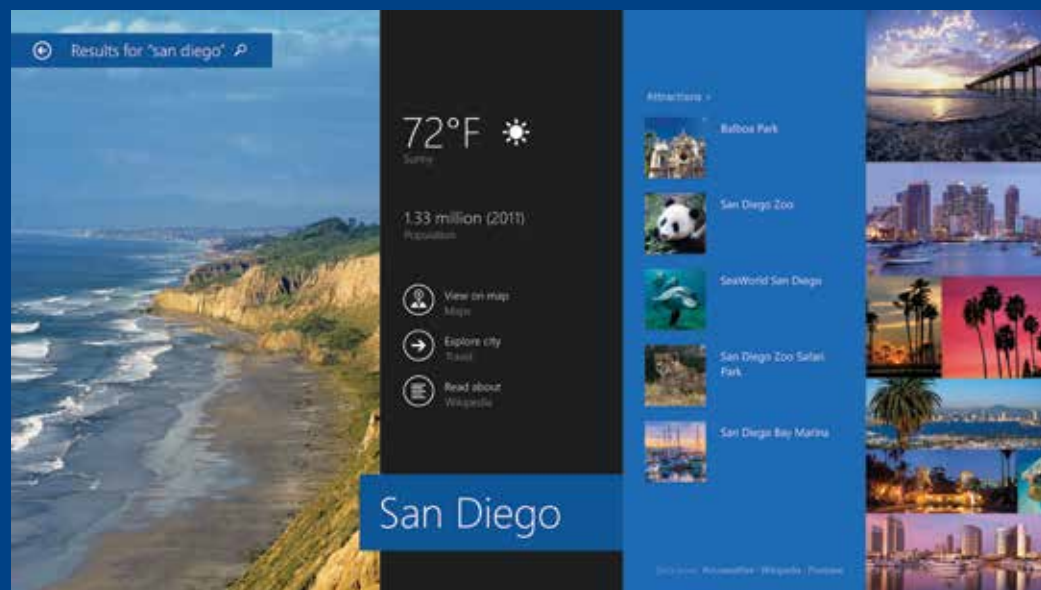 Results for "san diego"
72°F
Sunny
1.33 million (2011)
Population
View on map
Maps
Explore city
Travel
Read about
Wikipedia
San Diego
Attractions
Balboa Park
San Diego Zoo
SeaWorld San Diego
San Diego Zoo Safari
Park
San Diego Bay Marina
Wikipedia